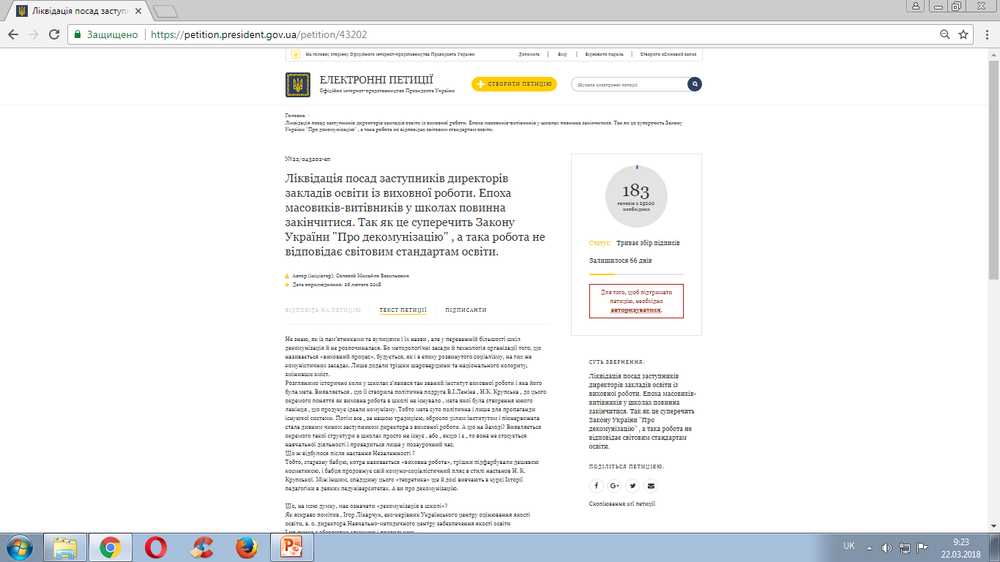 Ліквідація посад заступн
Защищено
https://petition.president.gov.ua/petition/43202
На головну сторінку Офіційного інтернет-представництва Президента України
Допомога
Вхід
Відновити пароль
Створити обліковий запис
ЕЛЕКТРОННІ ПЕТИЦІЇ
Офіційне інтернет-представництво Президента України
СТВОРИТИ ПЕТИЦІЮ
Шукати електронні петиції
Головна
Ліквідація посад заступників директорів закладів освіти із виховної роботи. Епоха масовиків-витівників у школах повинна закінчитися. Так як це суперечить Закону
України "Про декомунізацію" , а така робота не відповідає світовим стандартам освіти.
№22/043202-еп
Ліквідація посад заступників директорів
закладів освіти із виховної роботи. Епоха
масовиків-витівників у школах повинна
закінчитися. Так як це суперечить Закону
України "Про декомунізацію" , а така робота не
відповідає світовим стандартам освіти.
Автор (ініціатор): Соловей Михайло Васильович
Дата оприлюднення: 26 лютого 2018
ВІДПОВІДЬ НА ПЕТИЦІЮ
ТЕКСТ ПЕТИЦІЇ
ПІДПИСАНТИ
Не знаю, як із пам'ятниками та вулицями і їх назви , але у переважній більшості шкіл
декомунізація й не розпочиналася. Бо методологічні засади й технологія організації того, що
називається «виховний процес», будується, як і в епоху розвинутого соціалізму, на тих же
комуністичних засадах. Лише додали трішки шароварщини та національного колориту,
змінивши зміст.
Розглянимо історично коли у школах з'явився так званий інститут виховної роботи і яка його
була мета. Виявляється , що її створила політична подруга В.І.Леніна , Н.К. Крупська , до цього
окремого поняття як виховна робота в школі не існувало , мета якої була створення юного
ленінця , що продукує ідеали комунізму. Тобто мета суто політична і лише для пропаганди
існуючої системи. Потім все , за нашою традицією, обросло цілим інститутом і піонервожата
стала дивним чином заступником директора з виховної роботи. А що на Заході? Виявляється
окремого такої структури в школах просто не існує , або , якщо і є , то вона не стосується
навчальної діяльності і провадиться лише у позаурочний час.
Що ж відбулося після настання Незалежності ?
Тобто, старезну бабцю, котра називається «виховна робота», трішки підфарбували дешевою
косметикою, і бабця продовжує свій комуно-соціалістичний пляс в стилі настанов Н. К.
Крупської. Між іншим, спадщину цього «теоретика» ще й досі вивчають в курсі Історії
педагогіки в деяких педуніверситетах. А ви про декомунізацію.
Що, на мою думку, має означати «декомунізація в школі»?
Як яскраво помітив , Ігор Лікарчук, екс-керівник Українського центру оцінювання якості
освіти, в. о. директора Навчально-методичного центру забезпечення якості освіти
183
голосів з 25000
необхідних
Статус: Триває збір підписів
Залишилося 66 днів
Для того, щоб підтримати
петицію, необхідно
авторизуватися.
СУТЬ ЗВЕРНЕННЯ:
Ліквідація посад заступників
директорів закладів освіти із
виховної роботи. Епоха масовиків-
витівників у школах повинна
закінчитися. Так як це суперечить
Закону України "Про
декомунізацію" , а така робота не
відповідає світовим стандартам
освіти.
ПОДІЛІТЬСЯ ПЕТИЦІЄЮ:
Скопіювання url петиції
UK
9:23
22.03.2018